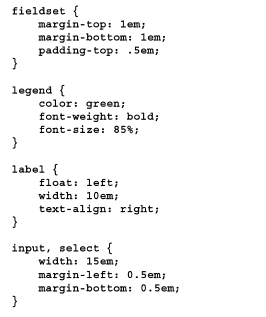 fieldset {
    margin-top: 1em;
    margin-bottom: 1em;
    padding-top: .5em;
}

legend {
    color: green;
    font-weight: bold;
    font-size: 85%;
}

label {
    float: left;
    width: 10em;
    text-align: right;
}

input, select {
    width: 15em;
    margin-left: 0.5em;
    margin-bottom: 0.5em;
}